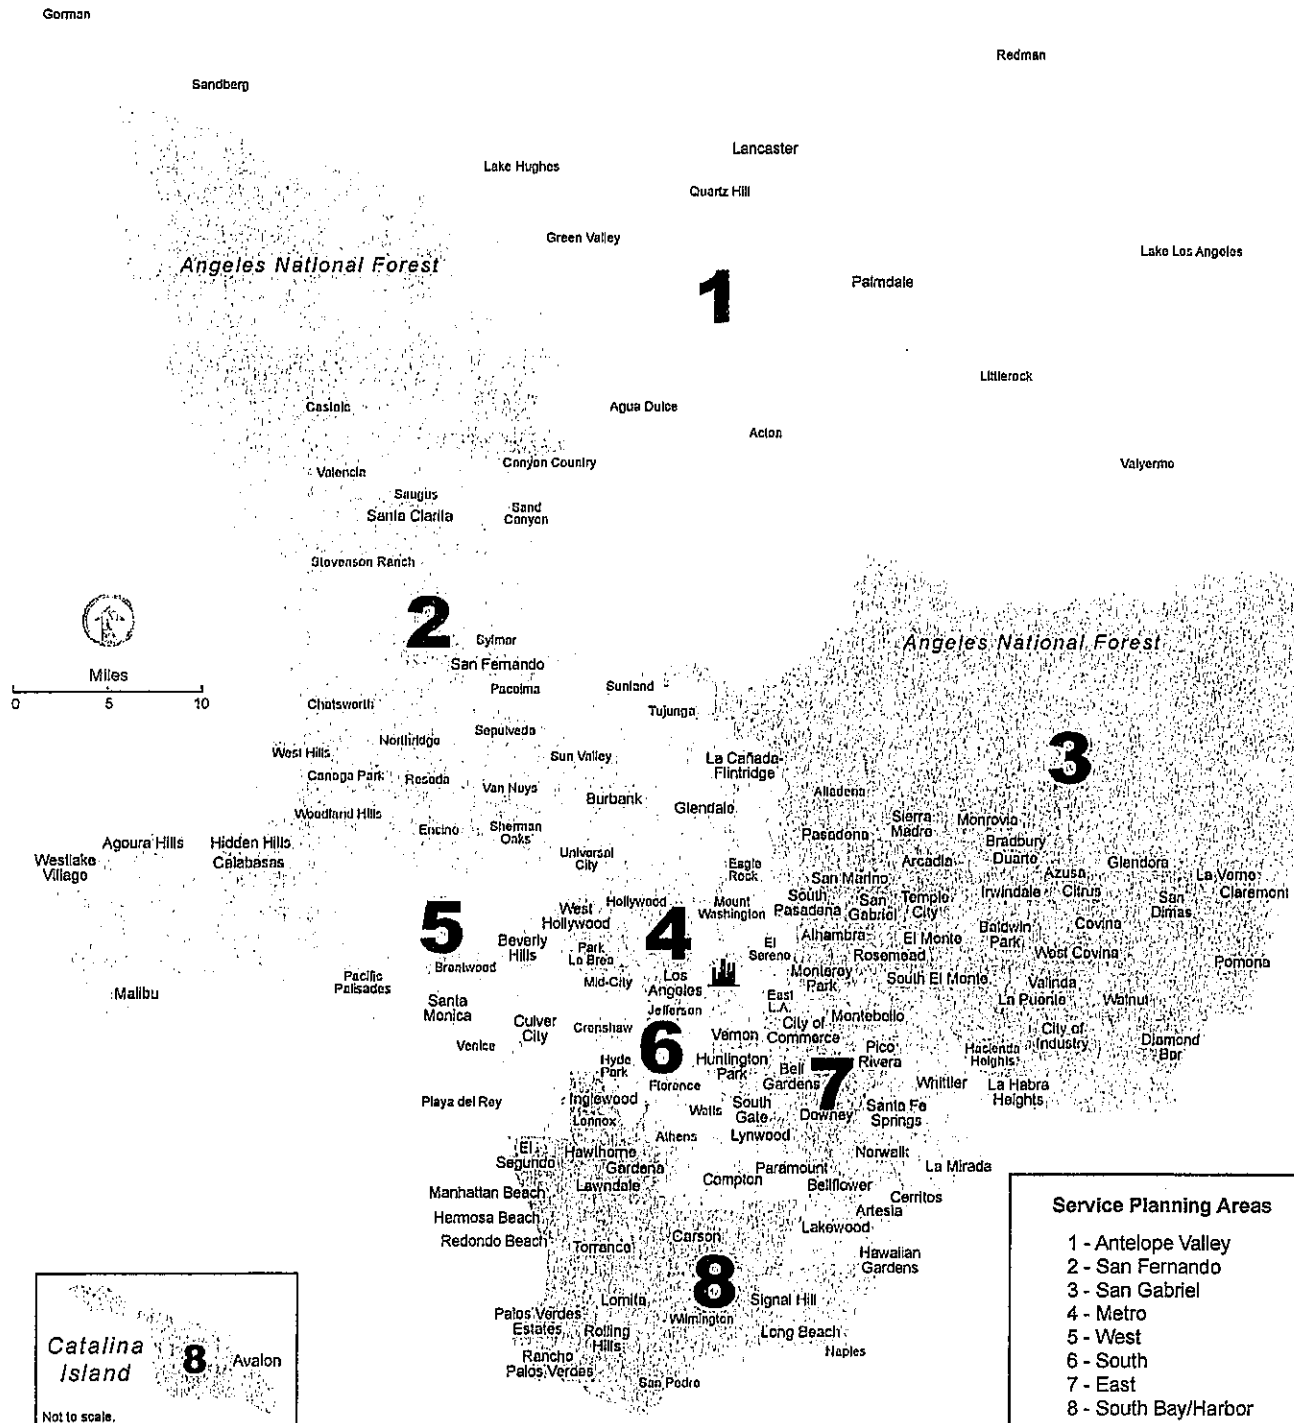 Gorman
Redman
Sandberg
Lancaster
Lake Hughes
Quartz Hill
Green Valley
Lake Los Angeles
Angeles National Forest
Palmdale
1
Littlerock
Castaic
Agua Dulce
Acton
Canyon Country
Valyermo
Valencia
Saugus
Santa Clarita
Sand
Canyon
Stevenson Ranch
2
Sylmar
Angeles National Forest
San Fernando
Miles
0 5 10
Pacoima
Sunland
Tujunga
Chatsworth
Sepulveda
Northridge
West Hills
Sun Valley
La Cañada-
Flintridge
3
Canoga Park
Reseda
Van Nuys
Burbank
Altadena
Glendale
Woodland Hills
Encino
Sherman
Oaks
Pasadena
Sierra
Madre
Monrovia
Bradbury
Duarte
Agoura Hills
Hidden Hills
Calabasas
Westlake
Village
Universal
City
Eagle
Rock
Arcadia
Azusa
Glendora
La Verne
Claremont
San Marino
Irwindale
Citrus
San
Dimas
South
Pasadena
San
Gabriel
Temple
City
Hollywood
Mount
Washington
West
Hollywood
5
4
Beverly
Hills
Park
La Brea
El
Sereno
Alhambra
El Monte
Baldwin
Park
Covina
Rosemead
West Covina
Pomona
Brentwood
Pacific
Palisades
Mid-City
Los
Angeles
Monterey
Park
South El Monte
Valinda
La Puente
Walnut
Malibu
Santa
Monica
East
L.A.
Jefferson
Montebello
Culver
City
Crenshaw
6
Vernon
City of
Commerce
City of
Industry
Diamond
Bar
Venice
Hyde
Park
Huntington
Park
Bell
Gardens
7
Pico
Rivera
Hacienda
Heights
Whittier
La Habra
Heights
Florence
Playa del Rey
Inglewood
Lennox
Watts
South
Gate
Downey
Santa Fe
Springs
Athens
Lynwood
El
Segundo
Hawthorne
Gardena
Lawndale
Norwalk
La Mirada
Paramount
Compton
Bellflower
Manhattan Beach
Cerritos
Artesia
Hermosa Beach
Lakewood
Redondo Beach
Torrance
Carson
Hawaiian
Gardens
8
Lomita
Signal Hill
Palos Verdes
Estates
Rolling
Hills
Wilmington
Long Beach
Naples
Rancho
Palos Verdes
San Pedro
Catalina
Island
8
Avalon
Not to scale.
Service Planning Areas
1 - Antelope Valley
2 - San Fernando
3 - San Gabriel
4 - Metro
5 - West
6 - South
7 - East
8 - South Bay/Harbor